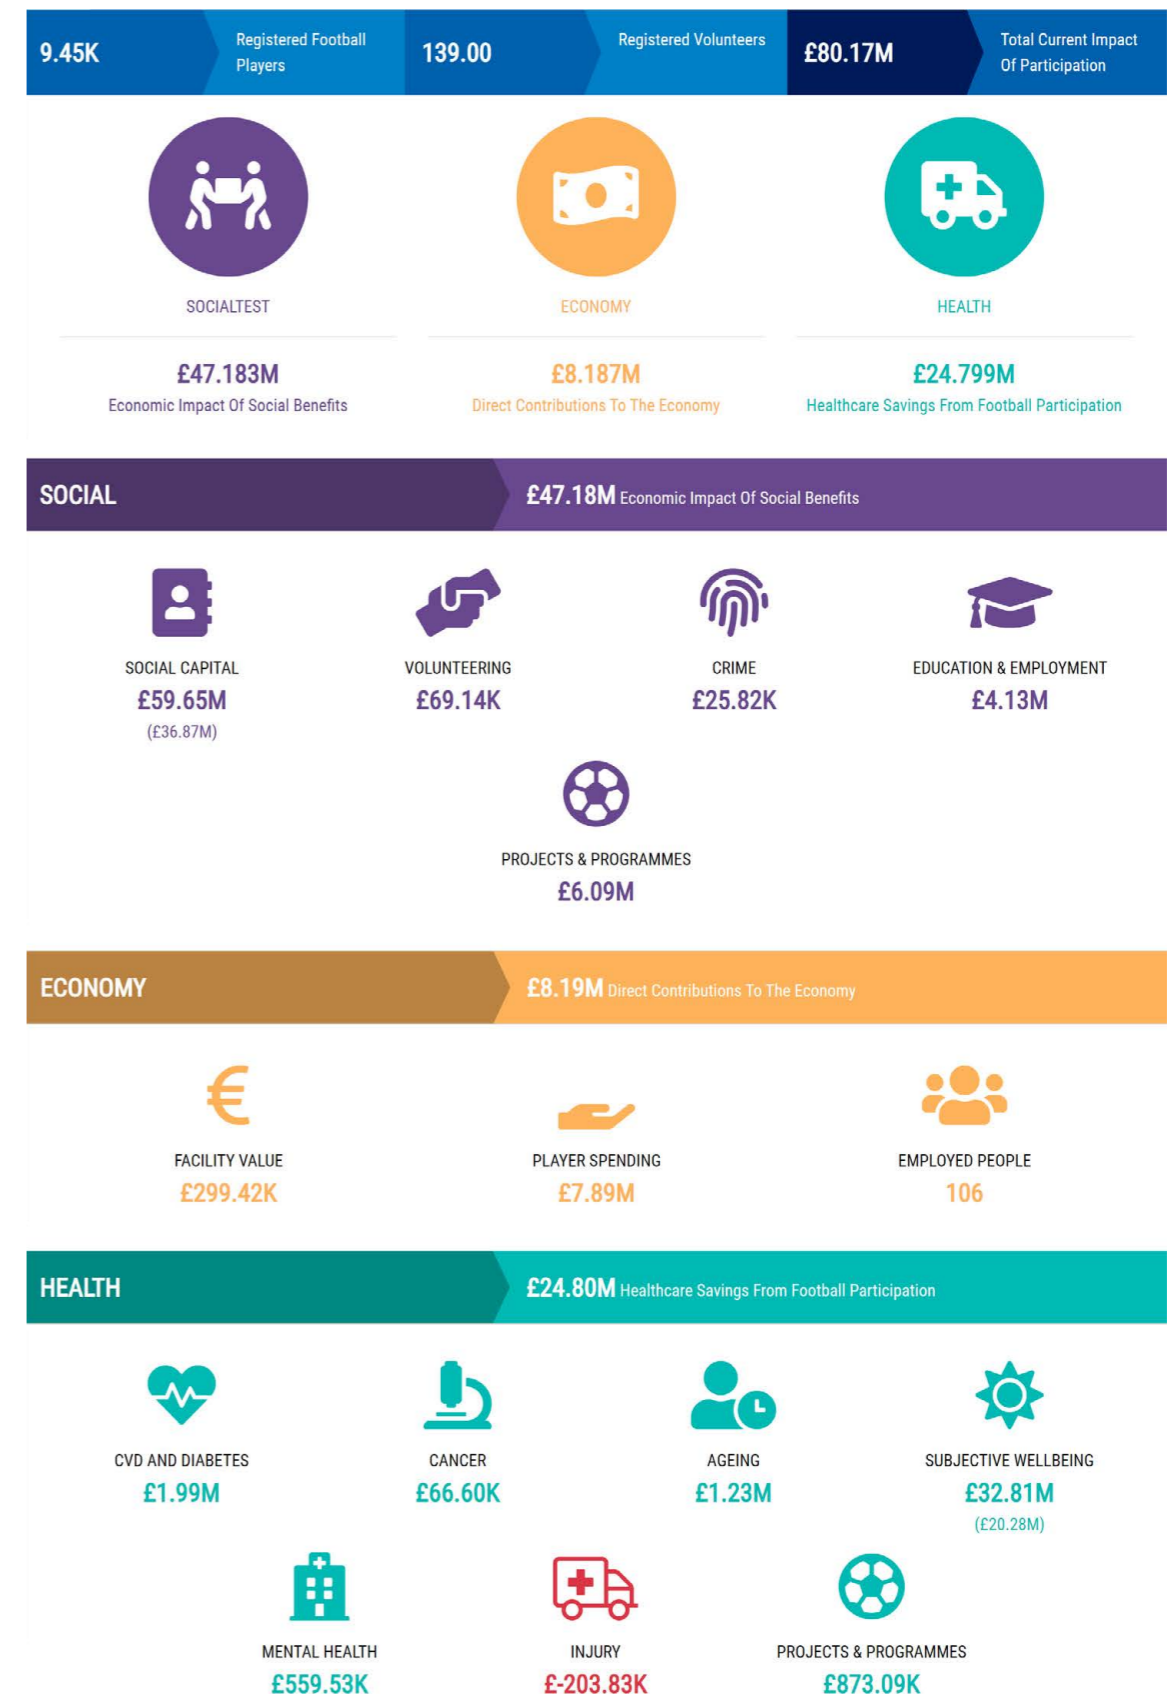 9.45K
Registered Football
Players
139.00
Registered Volunteers
£80.17M
Total Current Impact
Of Participation
SOCIALTEST
ECONOMY
HEALTH
£47.183M
£8.187M
£24.799M
Economic Impact Of Social Benefits
Direct Contributions To The Economy
Healthcare Savings From Football Participation
SOCIAL
£47.18M Economic Impact Of Social Benefits
SOCIAL CAPITAL
VOLUNTEERING
CRIME
EDUCATION & EMPLOYMENT
£59.65M
£69.14K
£25.82K
£4.13M
(£36.87M)
PROJECTS & PROGRAMMES
£6.09M
ECONOMY
£8.19M Direct Contributions To The Economy
€
FACILITY VALUE
PLAYER SPENDING
EMPLOYED PEOPLE
£299.42K
£7.89M
106
HEALTH
£24.80M Healthcare Savings From Football Participation
CVD AND DIABETES
CANCER
AGEING
SUBJECTIVE WELLBEING
£1.99M
£66.60K
£1.23M
£32.81M
(£20.28M)
MENTAL HEALTH
INJURY
PROJECTS & PROGRAMMES
£559.53K
£-203.83K
£873.09K